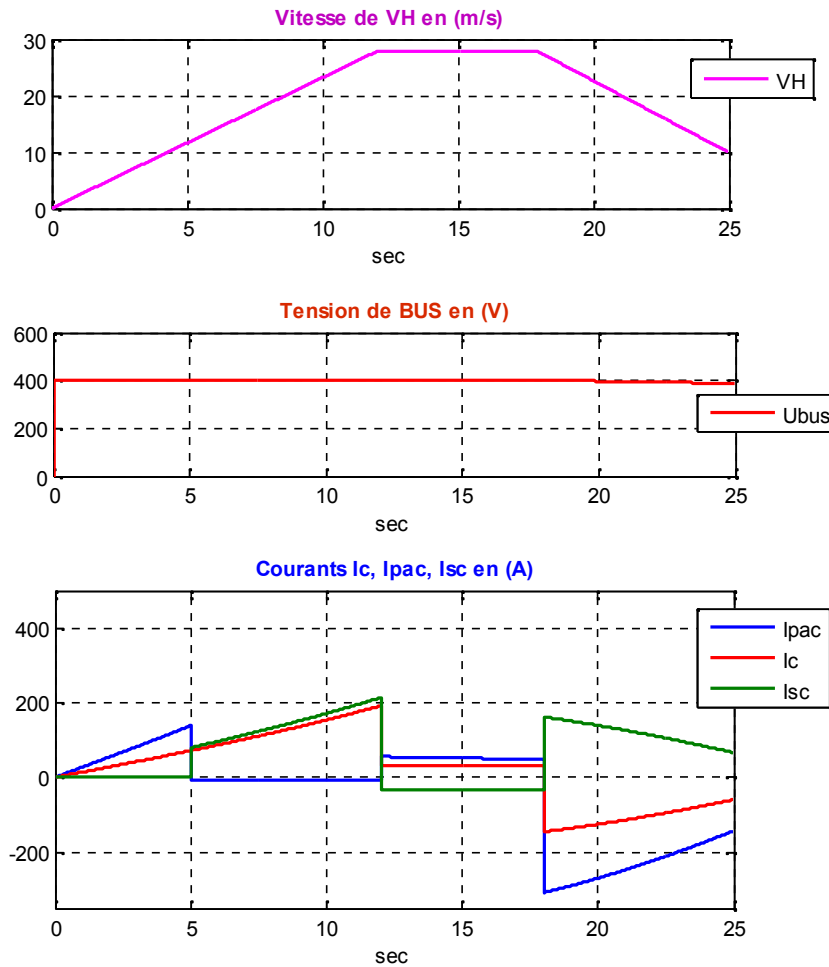 Vitesse de VH en (m/s)
30
20
10
0
VH
0 5 10 15 20 25
sec
Tension de BUS en (V)
600
400
200
0
Ubus
0 5 10 15 20 25
sec
Courants Ic, Ipac, Isc en (A)
400
200
0
-200
Ipac
Ic
Isc
0 5 10 15 20 25
sec